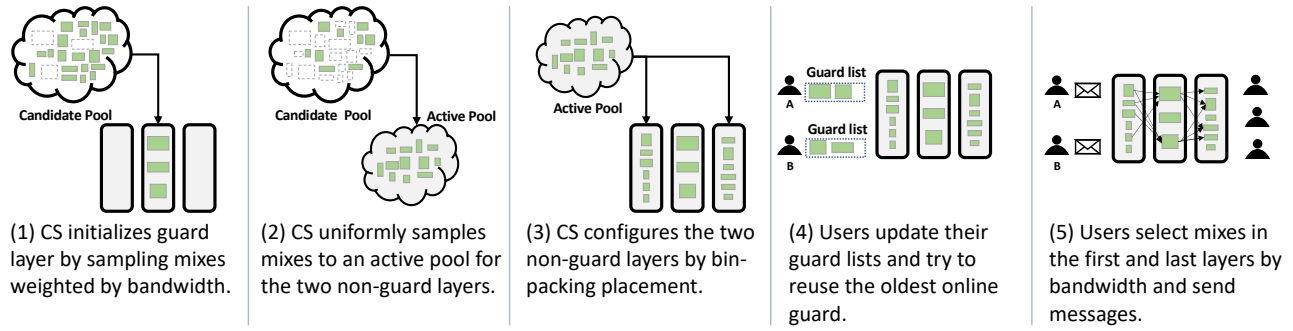 Candidate Pool
(1) CS initializes guard
layer by sampling mixes
weighted by bandwidth.
Candidate Pool
Active Pool
(2) CS uniformly samples
mixes to an active pool for
the two non-guard layers.
Active Pool
(3) CS configures the two
non-guard layers by bin-
packing placement.
Guard list
A
Guard list
B
(4) Users update their
guard lists and try to
reuse the oldest online
guard.
A
B
(5) Users select mixes in
the first and last layers by
bandwidth and send
messages.